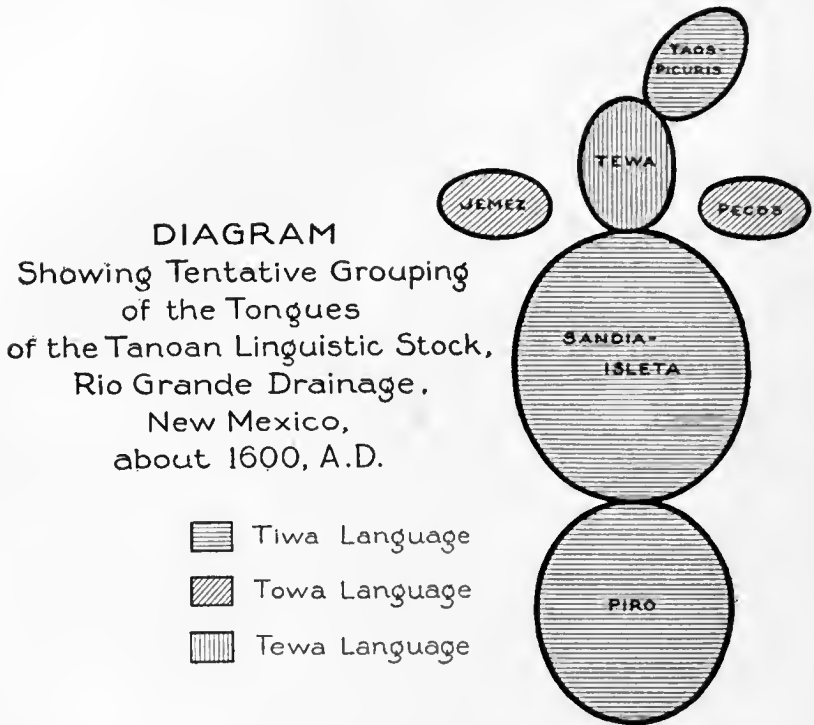 TAOS-
PICURIS
TEWA
JEMEZ
PECOS
DIAGRAM
Showing Tentative Grouping
of the Tongues
of the Tanoan Linguistic Stock,
Rio Grande Drainage,
New Mexico,
about 1600, A.D.
SANDIA-
ISLETA
Tiwa Language
Towa Language
Tewa Language
PIRO